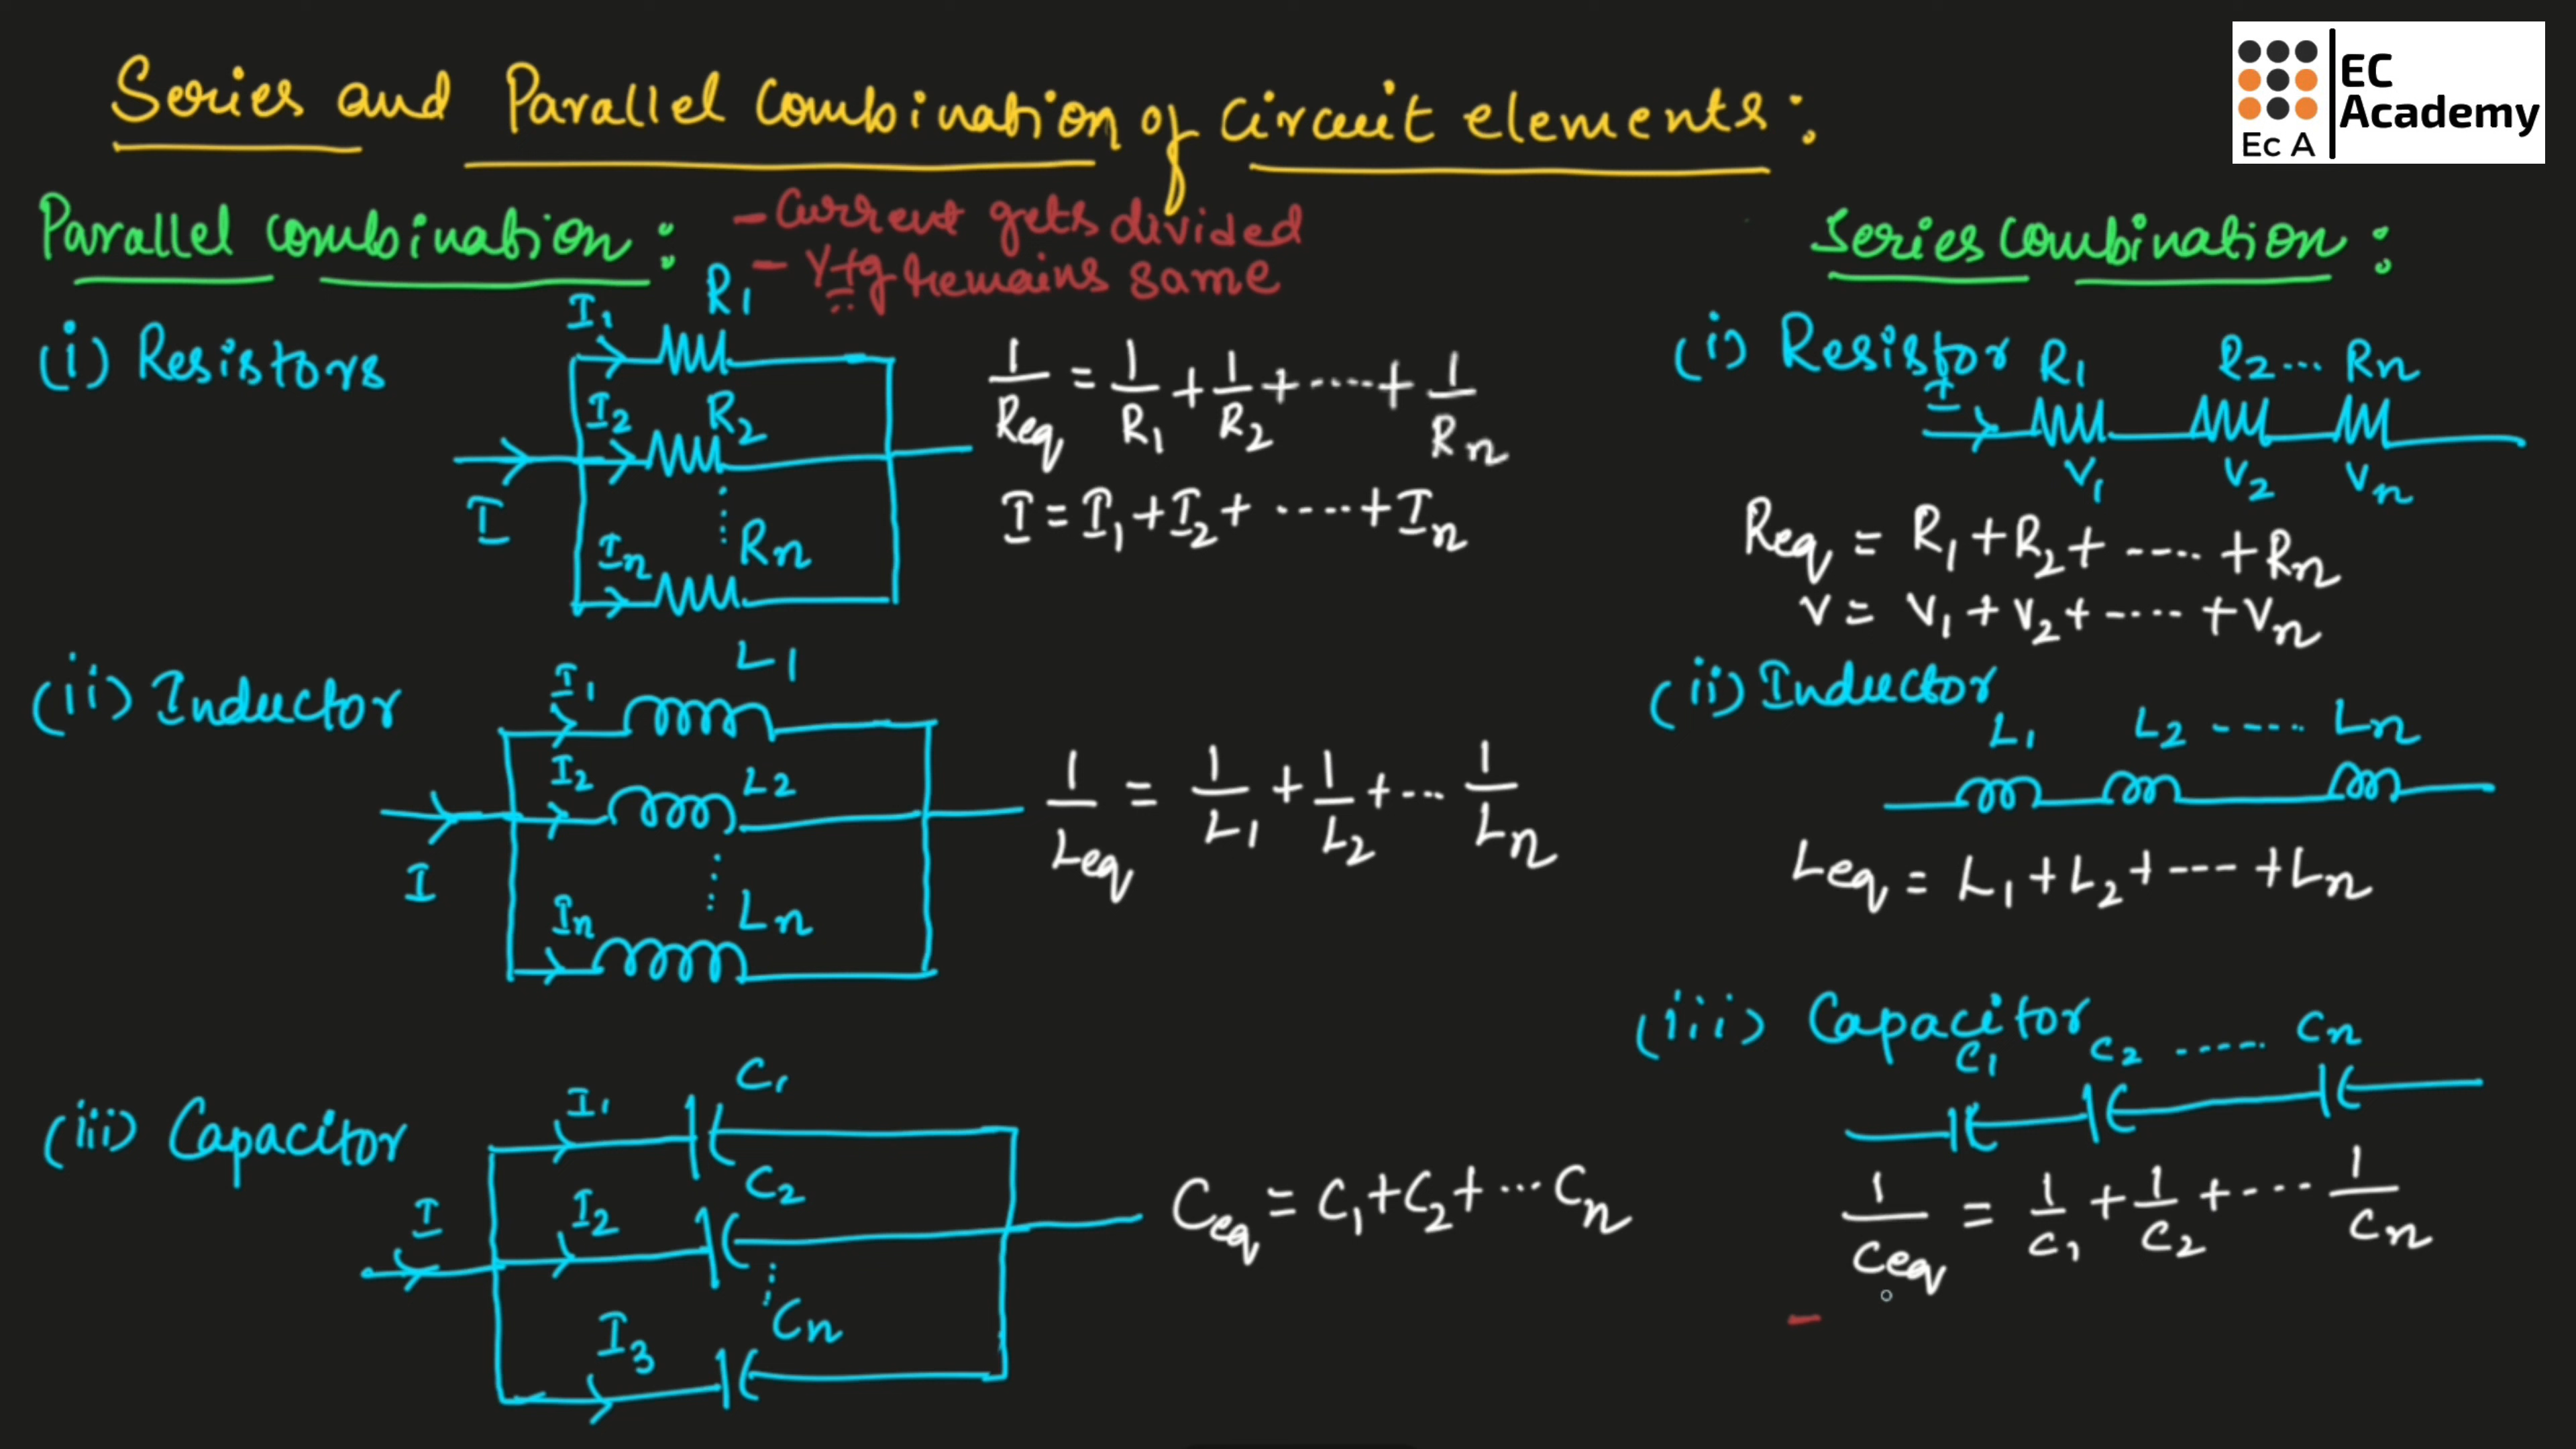 Series and Parallel Combination of circuit elements :
EC Academy
Ec A
Parallel Combination :
- Current gets divided
- Vtg remains same
(i) Resistors
I₁ R₁
I₂ R₂
I
⋮
Iₙ Rₙ
1/Req = 1/R₁ + 1/R₂ + ..... + 1/Rₙ
I = I₁ + I₂ + ..... + Iₙ
(ii) Inductor
I₁ L₁
I₂ L₂
I
⋮
Iₙ Lₙ
1/Leq = 1/L₁ + 1/L₂ + ... 1/Lₙ
(iii) Capacitor
I₁ C₁
I I₂ C₂
⋮
I₃ Cₙ
Ceq = C₁ + C₂ + ... Cₙ
Series Combination :
(i) Resistor
I R₁ R₂ ... Rₙ
V₁ V₂ Vₙ
Req = R₁ + R₂ + ----- + Rₙ
V = V₁ + V₂ + ----- + Vₙ
(ii) Inductor
L₁ L₂ ----- Lₙ
Leq = L₁ + L₂ + ---- + Lₙ
(iii) Capacitor
C₁ C₂ ..... Cₙ
1/Ceq = 1/C₁ + 1/C₂ + .... 1/Cₙ
-